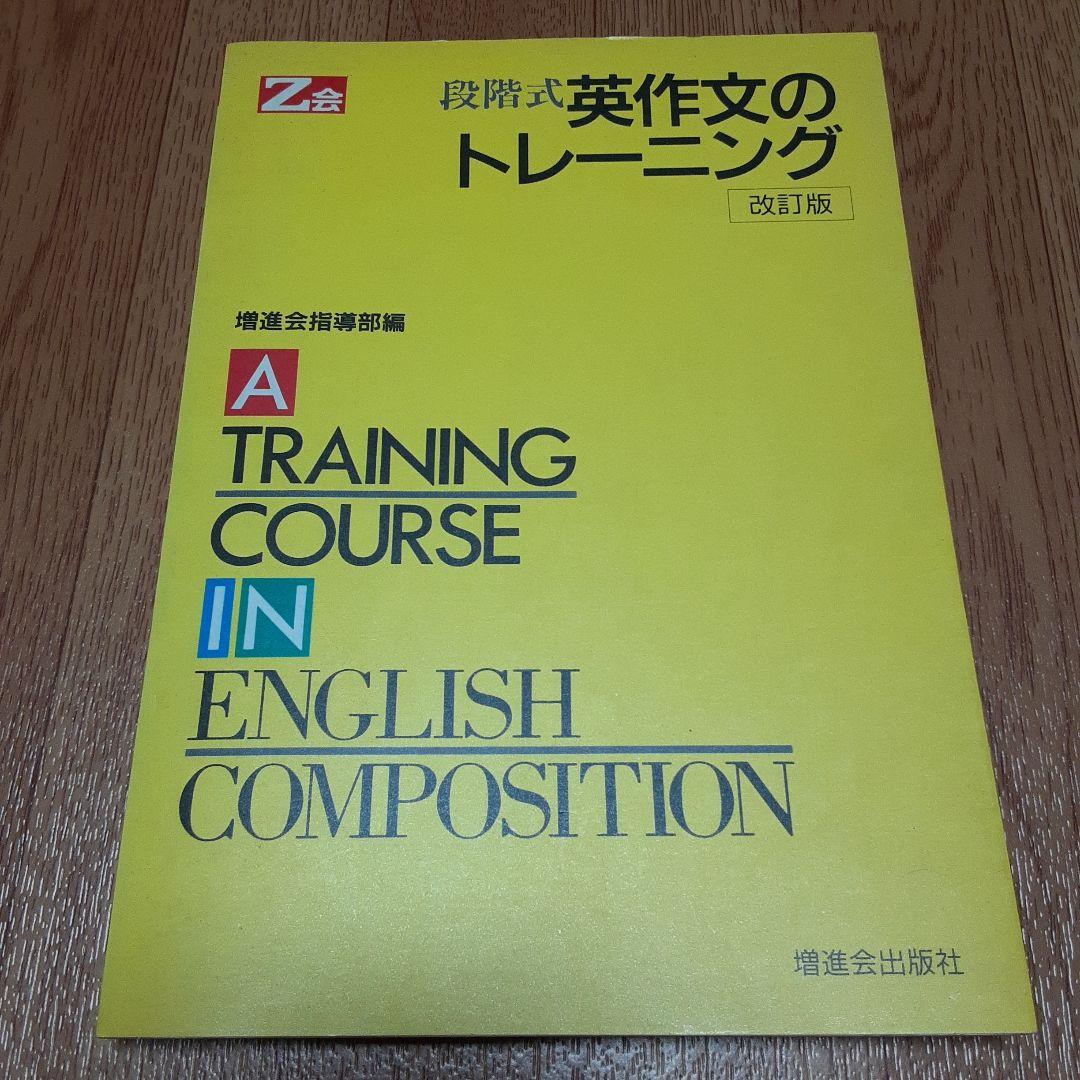 Z会
段階式 英作文の
トレーニング
改訂版
増進会指導部編
A
TRAINING
COURSE
IN
ENGLISH
COMPOSITION
増進会出版社